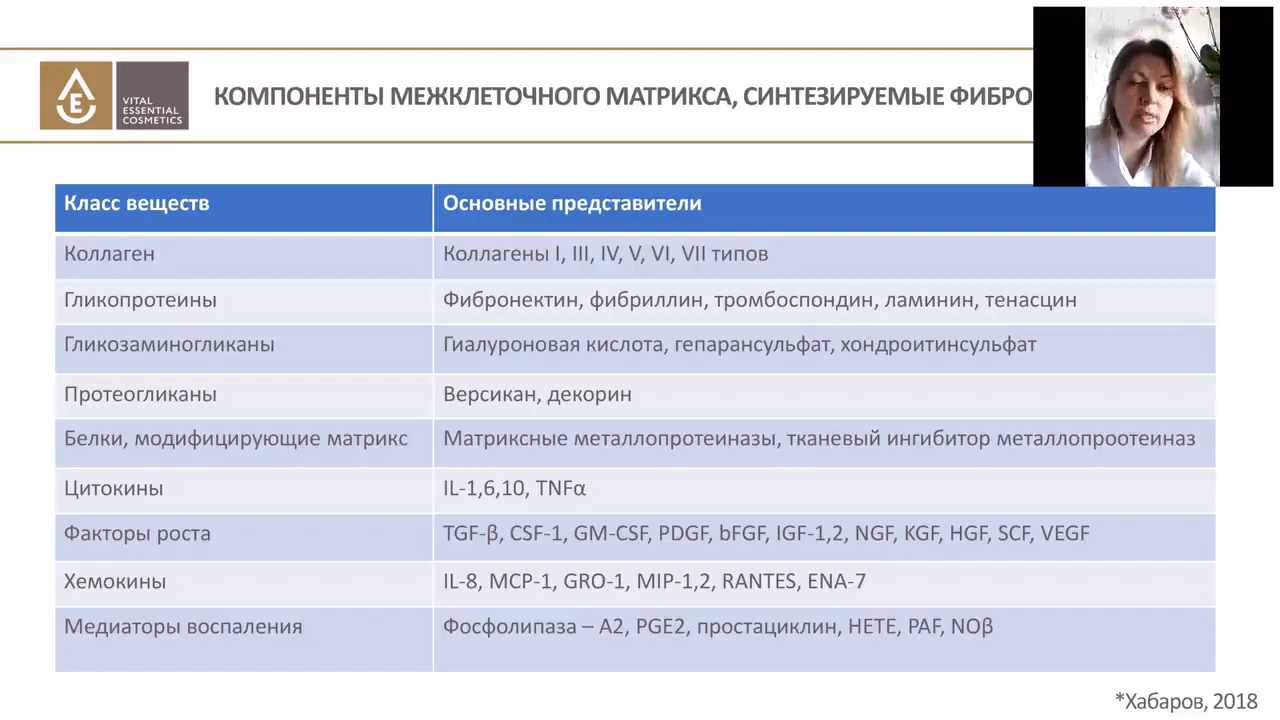 VITAL
ESSENTIAL
COSMETICS
КОМПОНЕНТЫ МЕЖКЛЕТОЧНОГО МАТРИКСА, СИНТЕЗИРУЕМЫЕ ФИБРО
Класс веществ Основные представители
Коллаген Коллагены I, III, IV, V, VI, VII типов
Гликопротеины Фибронектин, фибриллин, тромбоспондин, ламинин, тенасцин
Гликозаминогликаны Гиалуроновая кислота, гепарансульфат, хондроитинсульфат
Протеогликаны Версикан, декорин
Белки, модифицирующие матрикс Матриксные металлопротеиназы, тканевый ингибитор металлопроотеиназ
Цитокины IL-1,6,10, TNFα
Факторы роста TGF-β, CSF-1, GM-CSF, PDGF, bFGF, IGF-1,2, NGF, KGF, HGF, SCF, VEGF
Хемокины IL-8, MCP-1, GRO-1, MIP-1,2, RANTES, ENA-7
Медиаторы воспаления Фосфолипаза – A2, PGE2, простациклин, HETE, PAF, NOβ
*Хабаров, 2018